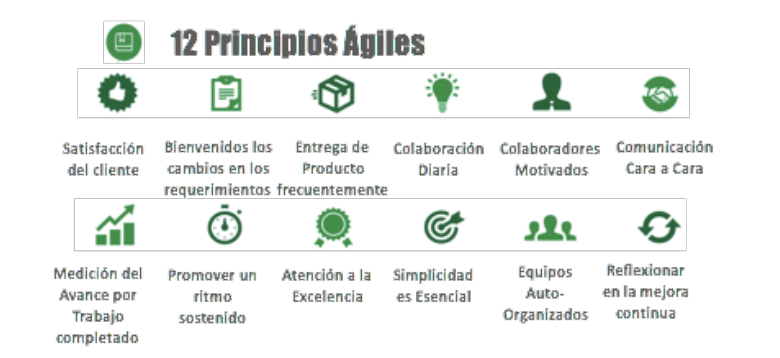 12 Principios Ágiles
Satisfacción
del cliente
Bienvenidos los
cambios en los
requerimientos
Entrega de
Producto
frecuentemente
Colaboración
Diaria
Colaboradores
Motivados
Comunicación
Cara a Cara
Medición del
Avance por
Trabajo
completado
Promover un
ritmo
sostenido
Atención a la
Excelencia
Simplicidad
es Esencial
Equipos
Auto-
Organizados
Reflexionar
en la mejora
continua